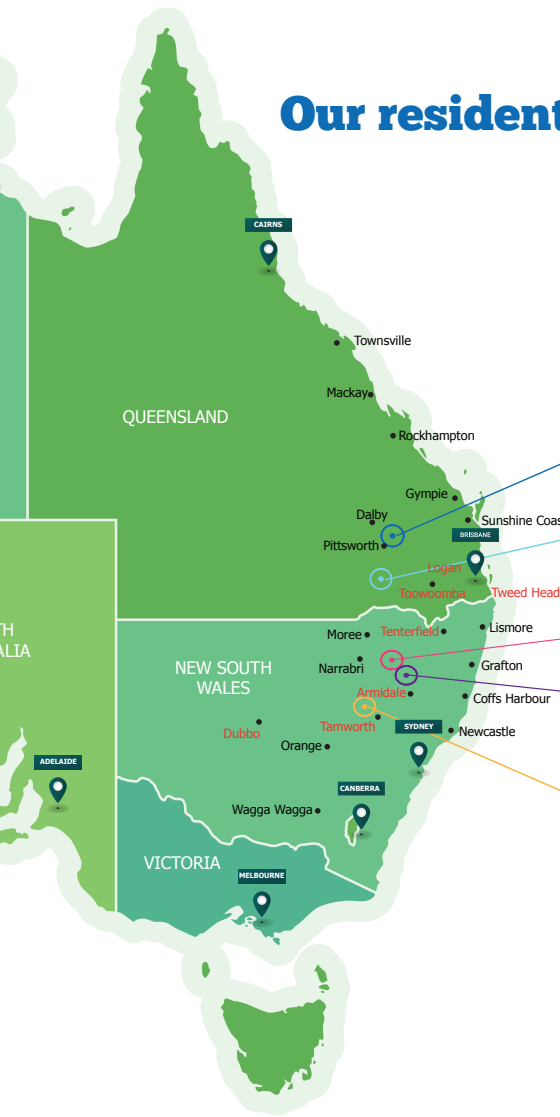 Our resident
CAIRNS
Townsville
Mackay
QUEENSLAND
Rockhampton
Gympie
Dalby
Sunshine Coas
BRISBANE
Pittsworth
Logan
Toowoomba
Tweed Head
TH
ALIA
Moree
Tenterfield
Lismore
NEW SOUTH
WALES
Narrabri
Grafton
Armidale
Coffs Harbour
Dubbo
Tamworth
SYDNEY
Newcastle
Orange
ADELAIDE
CANBERRA
Wagga Wagga
VICTORIA
MELBOURNE